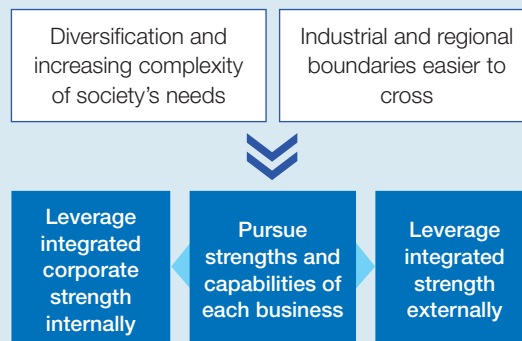 Diversification and
increasing complexity
of society's needs
Industrial and regional
boundaries easier to
cross
Leverage
integrated
corporate
strength
internally
Pursue
strengths and
capabilities of
each business
Leverage
integrated
strength
externally